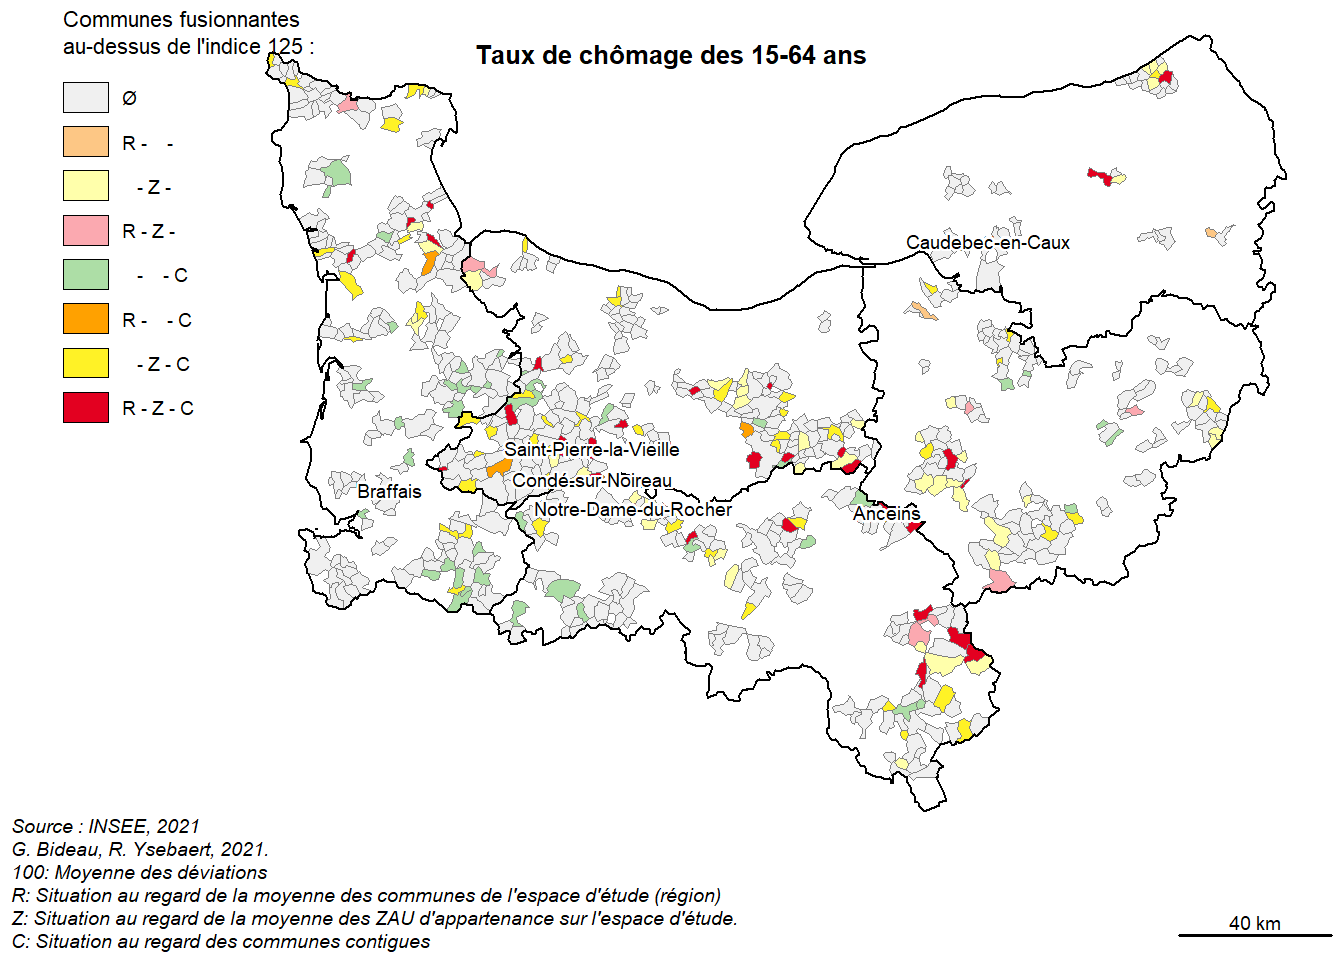 Communes fusionnantes
au-dessus de l'indice 125 :
Taux de chômage des 15-64 ans
Ø
R - -
- Z -
R - Z -
- - C
R - - C
- Z - C
R - Z - C
Caudebec-en-Caux
Saint-Pierre-la-Vieille
Condé-sur-Noireau
Braffais
Notre-Dame-du-Rocher
Anceins
Source : INSEE, 2021
G. Bideau, R. Ysebaert, 2021.
100: Moyenne des déviations
R: Situation au regard de la moyenne des communes de l'espace d'étude (région)
Z: Situation au regard de la moyenne des ZAU d'appartenance sur l'espace d'étude.
C: Situation au regard des communes contigues
40 km